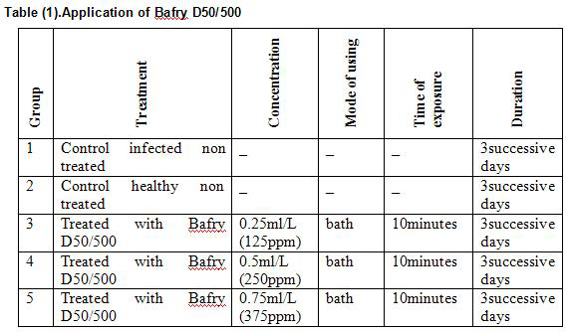 Table (1).Application of Bafry D50/500
Group Treatment Concentration Mode of using Time of exposure Duration
1 Control infected non treated – – – 3successive days
2 Control healthy non treated – – – 3successive days
3 Treated with Bafry D50/500 0.25ml/L (125ppm) bath 10minutes 3successive days
4 Treated with Bafry D50/500 0.5ml/L (250ppm) bath 10minutes 3successive days
5 Treated with Bafry D50/500 0.75ml/L (375ppm) bath 10minutes 3successive days